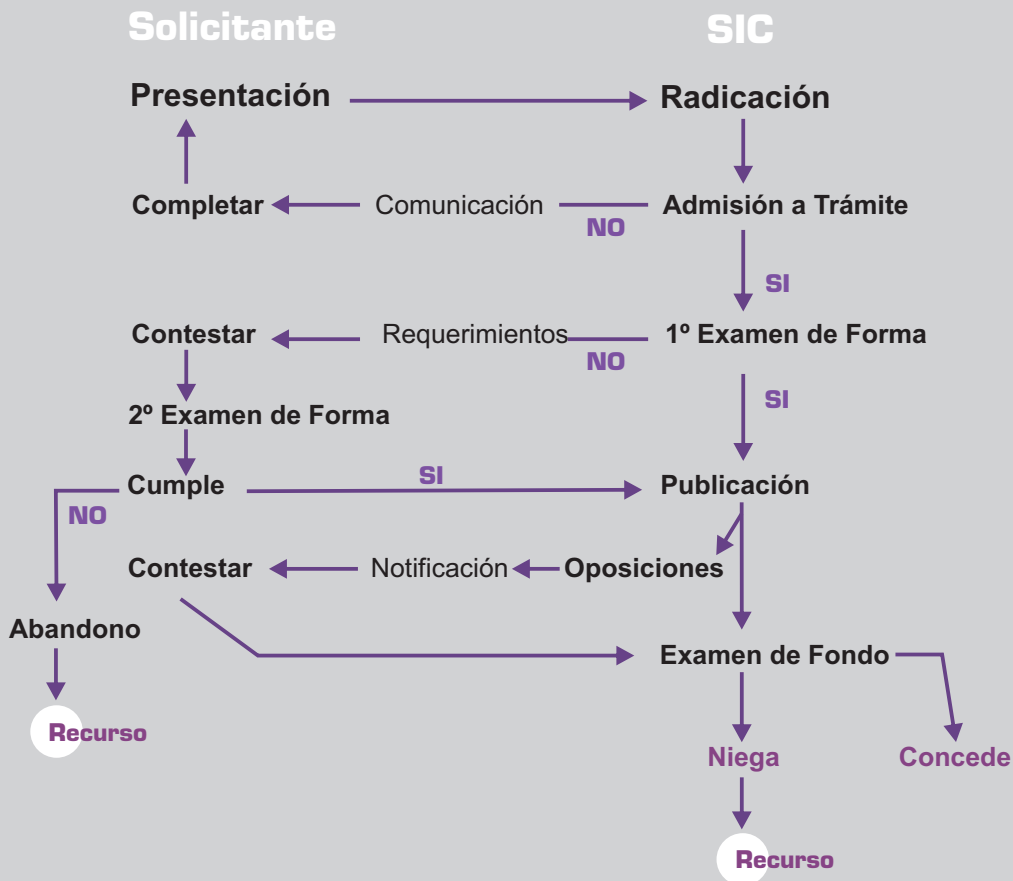 Solicitante SIC
Presentación Radicación
Completar Comunicación NO Admisión a Trámite
SI
Contestar Requerimientos NO 1º Examen de Forma
SI
2º Examen de Forma
Cumple SI Publicación
NO
Contestar Notificación Oposiciones
Abandono
Examen de Fondo
Recurso
Niega Concede
Recurso